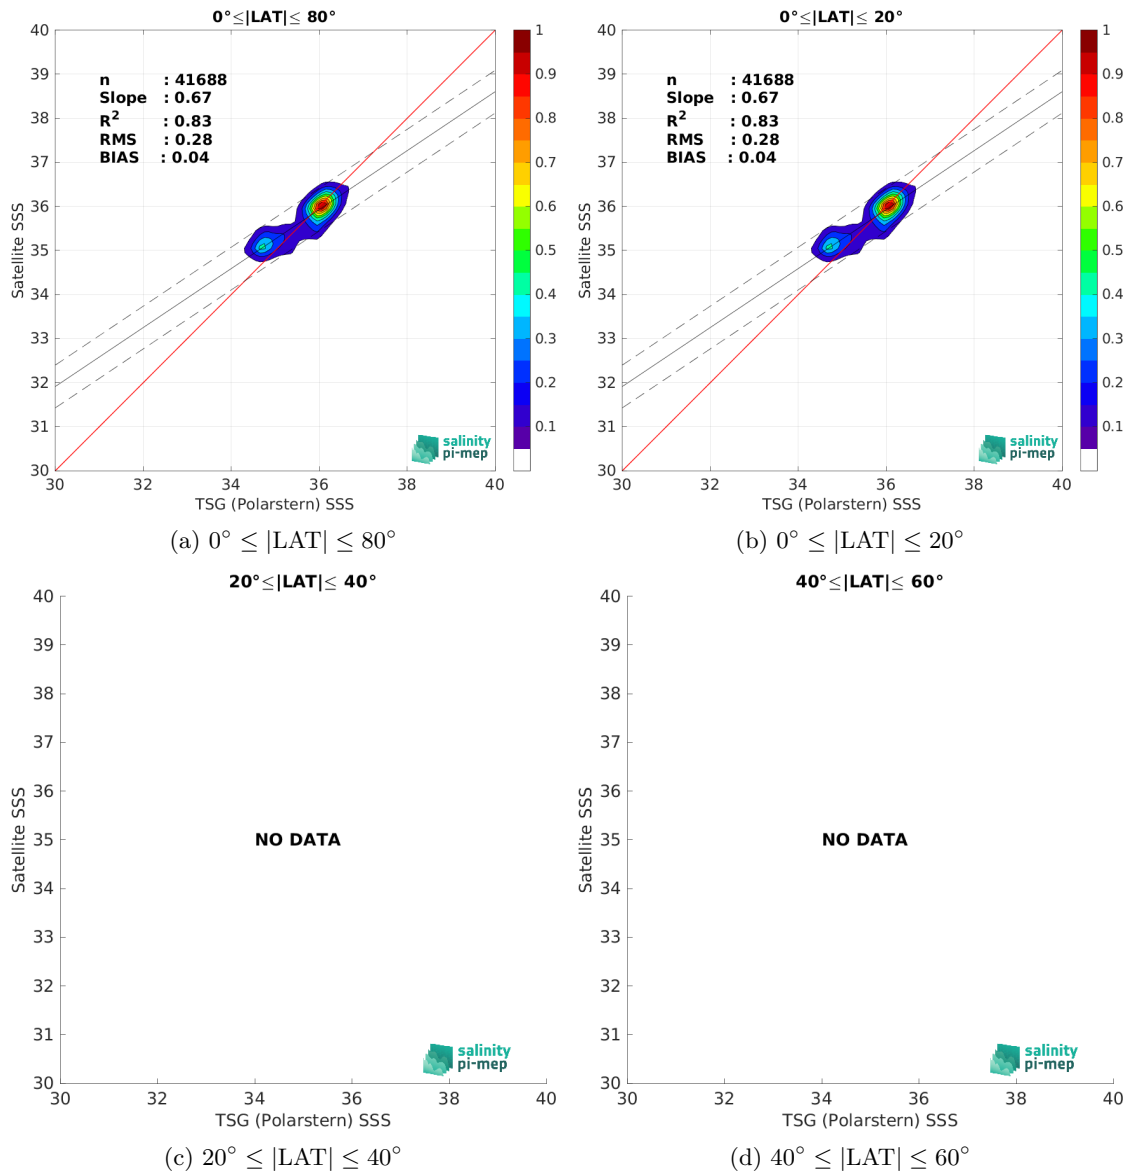 0°≤|LAT|≤ 80°
40
39
38
37
36
35
34
33
32
31
30
Satellite SSS
n : 41688
Slope : 0.67
R² : 0.83
RMS : 0.28
BIAS : 0.04
1
0.9
0.8
0.7
0.6
0.5
0.4
0.3
0.2
0.1
salinity
pi-mep
30 32 34 36 38 40
TSG (Polarstern) SSS
(a) 0° ≤ |LAT| ≤ 80°
0°≤|LAT|≤ 20°
40
39
38
37
36
35
34
33
32
31
30
Satellite SSS
n : 41688
Slope : 0.67
R² : 0.83
RMS : 0.28
BIAS : 0.04
1
0.9
0.8
0.7
0.6
0.5
0.4
0.3
0.2
0.1
salinity
pi-mep
30 32 34 36 38 40
TSG (Polarstern) SSS
(b) 0° ≤ |LAT| ≤ 20°
20°≤|LAT|≤ 40°
40
39
38
37
36
35
34
33
32
31
30
Satellite SSS
NO DATA
salinity
pi-mep
30 32 34 36 38 40
TSG (Polarstern) SSS
(c) 20° ≤ |LAT| ≤ 40°
40°≤|LAT|≤ 60°
40
39
38
37
36
35
34
33
32
31
30
Satellite SSS
NO DATA
salinity
pi-mep
30 32 34 36 38 40
TSG (Polarstern) SSS
(d) 40° ≤ |LAT| ≤ 60°